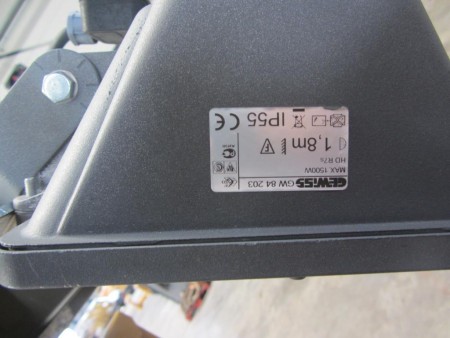 GEWISS GW 84 203
MAX 1500W
HD R7s
1,8m F
IP55 CE